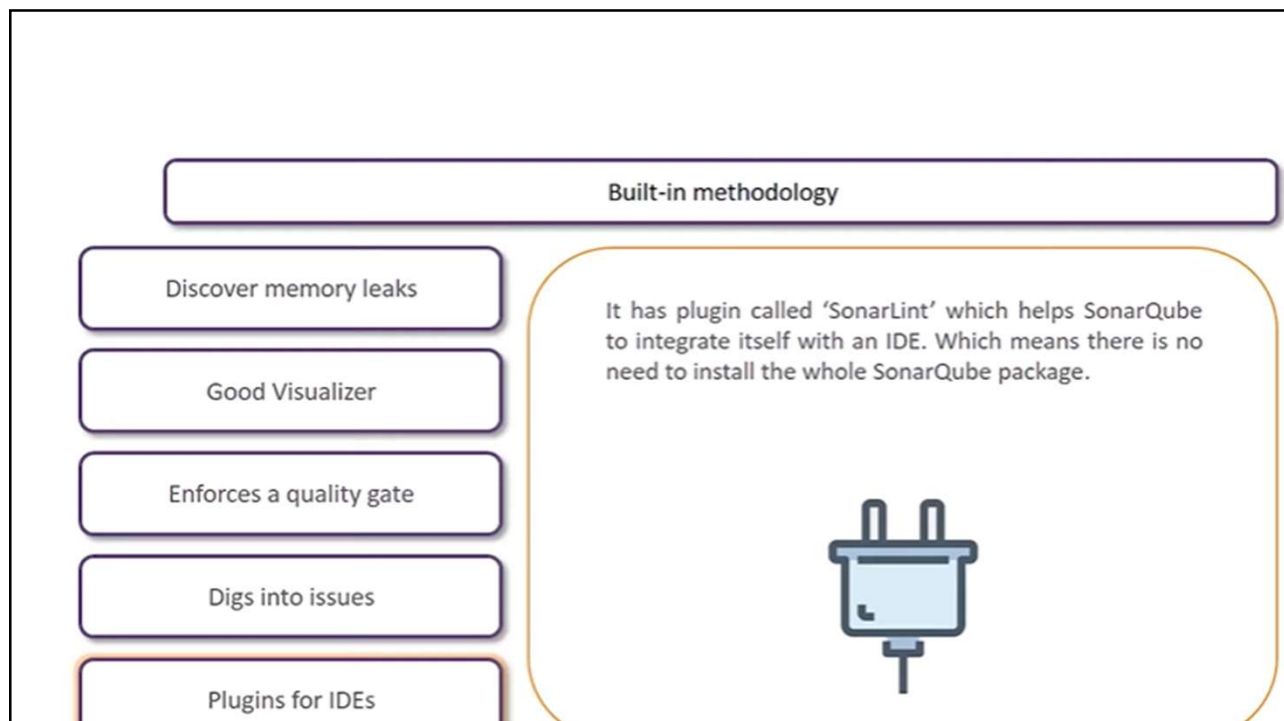 Built-in methodology
Discover memory leaks
Good Visualizer
Enforces a quality gate
Digs into issues
Plugins for IDEs
It has plugin called ‘SonarLint’ which helps SonarQube
to integrate itself with an IDE. Which means there is no
need to install the whole SonarQube package.